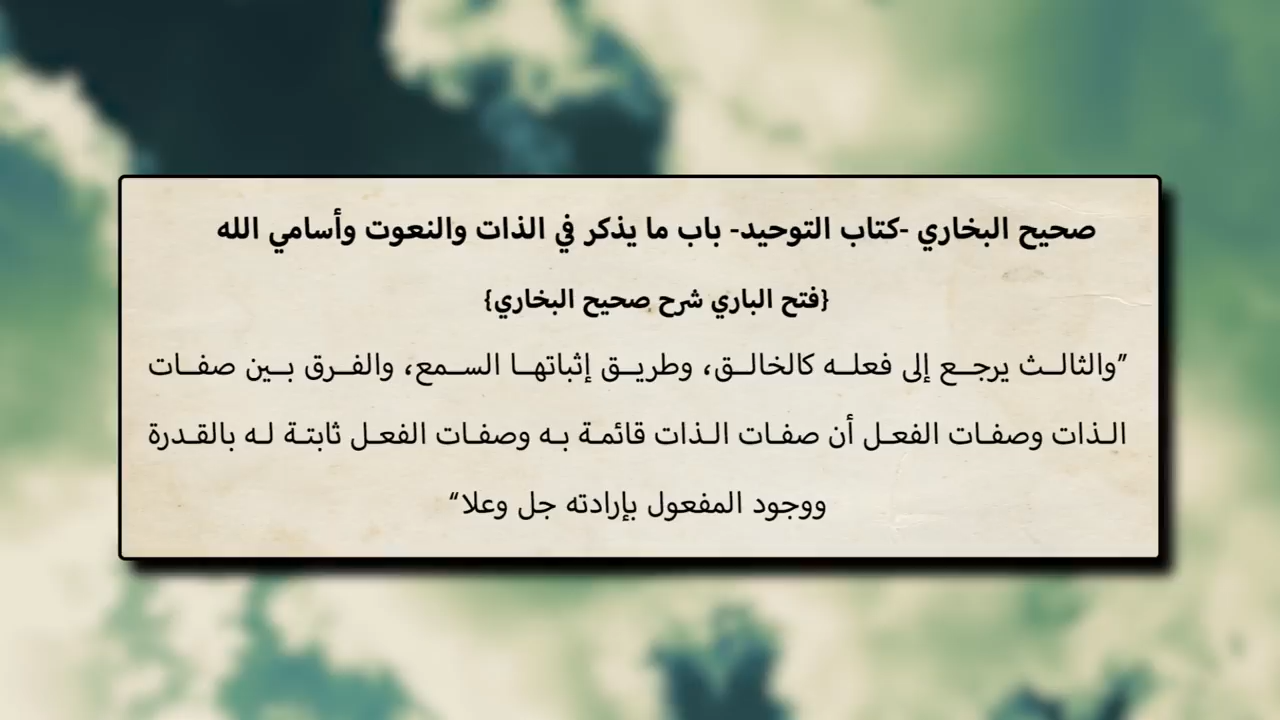 صحيح البخاري -كتاب التوحيد- باب ما يذكر في الذات والنعوت وأسامي الله
{فتح الباري شرح صحيح البخاري}
”والثالث يرجع إلى فعله كالخالق، وطريق إثباتها السمع، والفرق بين صفات
الذات وصفات الفعل أن صفات الذات قائمة به وصفات الفعل ثابتة له بالقدرة
ووجود المفعول بإرادته جل وعلا“